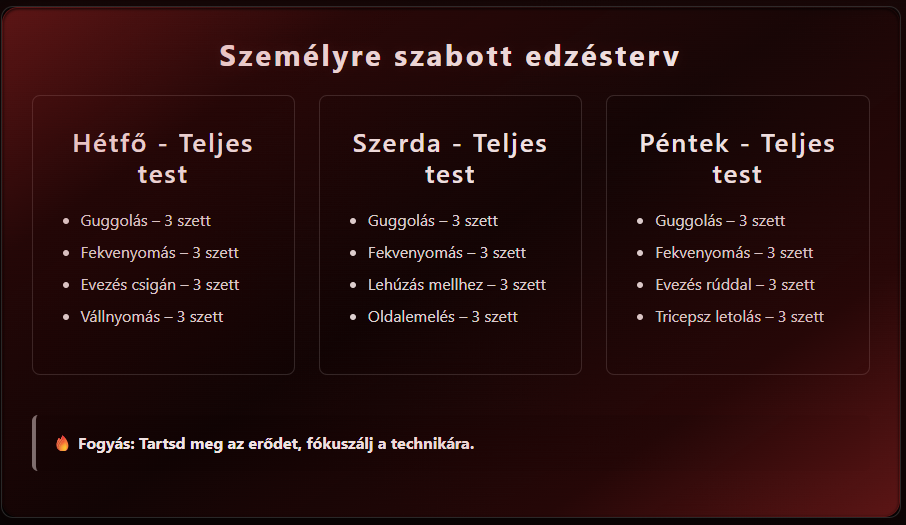 Személyre szabott edzésterv
Hétfő - Teljes
test
• Guggolás – 3 szett
• Fekvenyomás – 3 szett
• Evezés csigán – 3 szett
• Vállnyomás – 3 szett
Szerda - Teljes
test
• Guggolás – 3 szett
• Fekvenyomás – 3 szett
• Lehúzás mellhez – 3 szett
• Oldalemelés – 3 szett
Péntek - Teljes
test
• Guggolás – 3 szett
• Fekvenyomás – 3 szett
• Evezés rúddal – 3 szett
• Tricepsz letolás – 3 szett
🔥 Fogyás: Tartsd meg az erődet, fókuszálj a technikára.